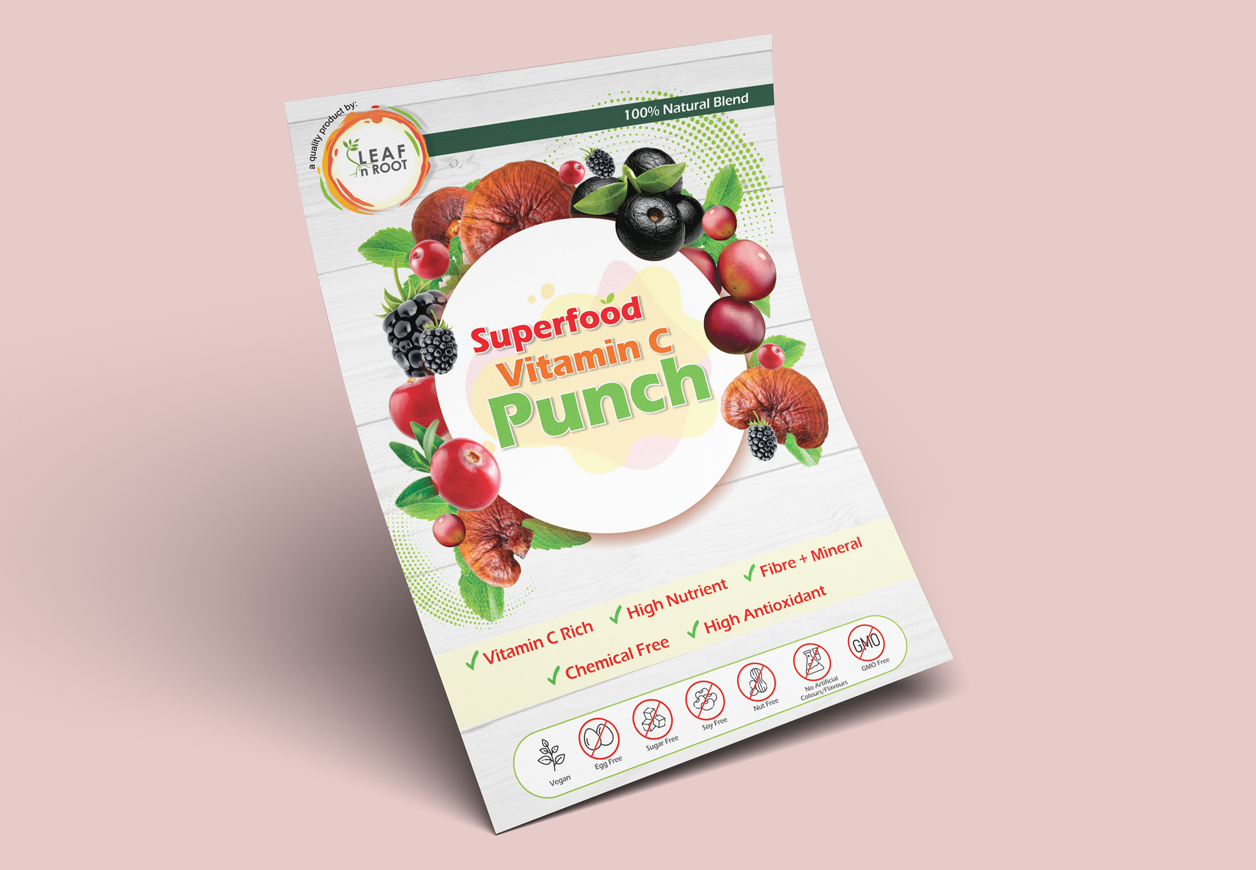 a quality product by:
LEAF
'n ROOT
100% Natural Blend
Superfood
Vitamin C
Punch
Vitamin C Rich
High Nutrient
Fibre + Mineral
Chemical Free
High Antioxidant
Vegan
Egg Free
Sugar Free
Soy Free
Nut Free
No Artificial
Colours/Flavours
GMO
GMO Free